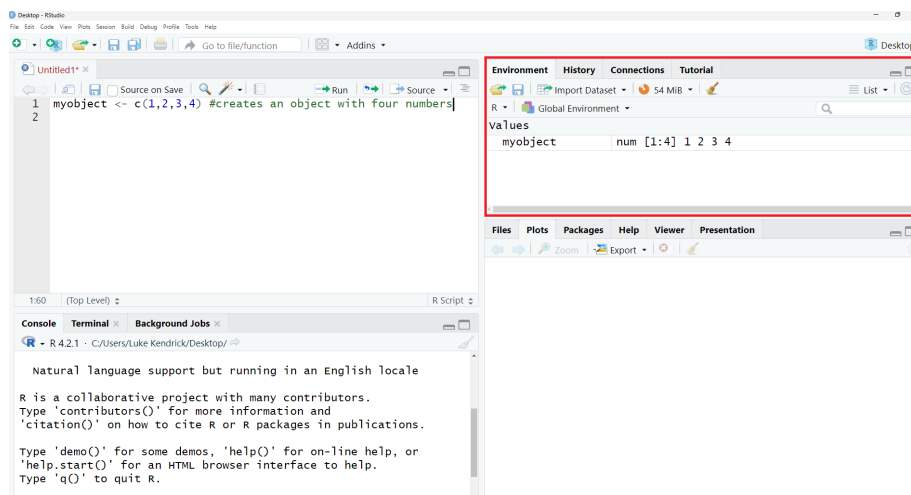 Desktop - RStudio
File Edit Code View Plots Session Build Debug Profile Tools Help
Go to file/function Addins
Untitled1*
Source on Save Run Source
1 myobject <- c(1,2,3,4) #creates an object with four numbers
2
1:60 (Top Level) R Script
Console Terminal Background Jobs
R 4.2.1 · C:/Users/Luke Kendrick/Desktop/
Natural language support but running in an English locale
R is a collaborative project with many contributors.
Type 'contributors()' for more information and
'citation()' on how to cite R or R packages in publications.
Type 'demo()' for some demos, 'help()' for on-line help, or
'help.start()' for an HTML browser interface to help.
Type 'q()' to quit R.
Desktop
Environment History Connections Tutorial
Import Dataset 54 MiB List
R Global Environment
Values
myobject num [1:4] 1 2 3 4
Files Plots Packages Help Viewer Presentation
Zoom Export